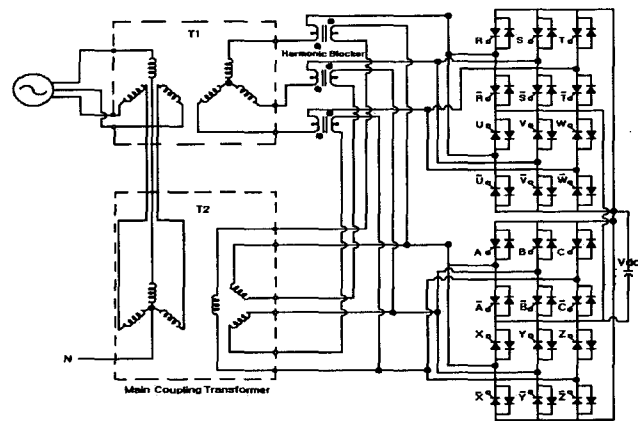 T1
Harmonic Blocker
R S T
R̄ S̄ T̄
U V W
Ū V̄ W̄
T2
A B C
Vdc
Ā B̄ C̄
X Y Z
N
X̄ Ȳ Z̄
Main Coupling Transformer